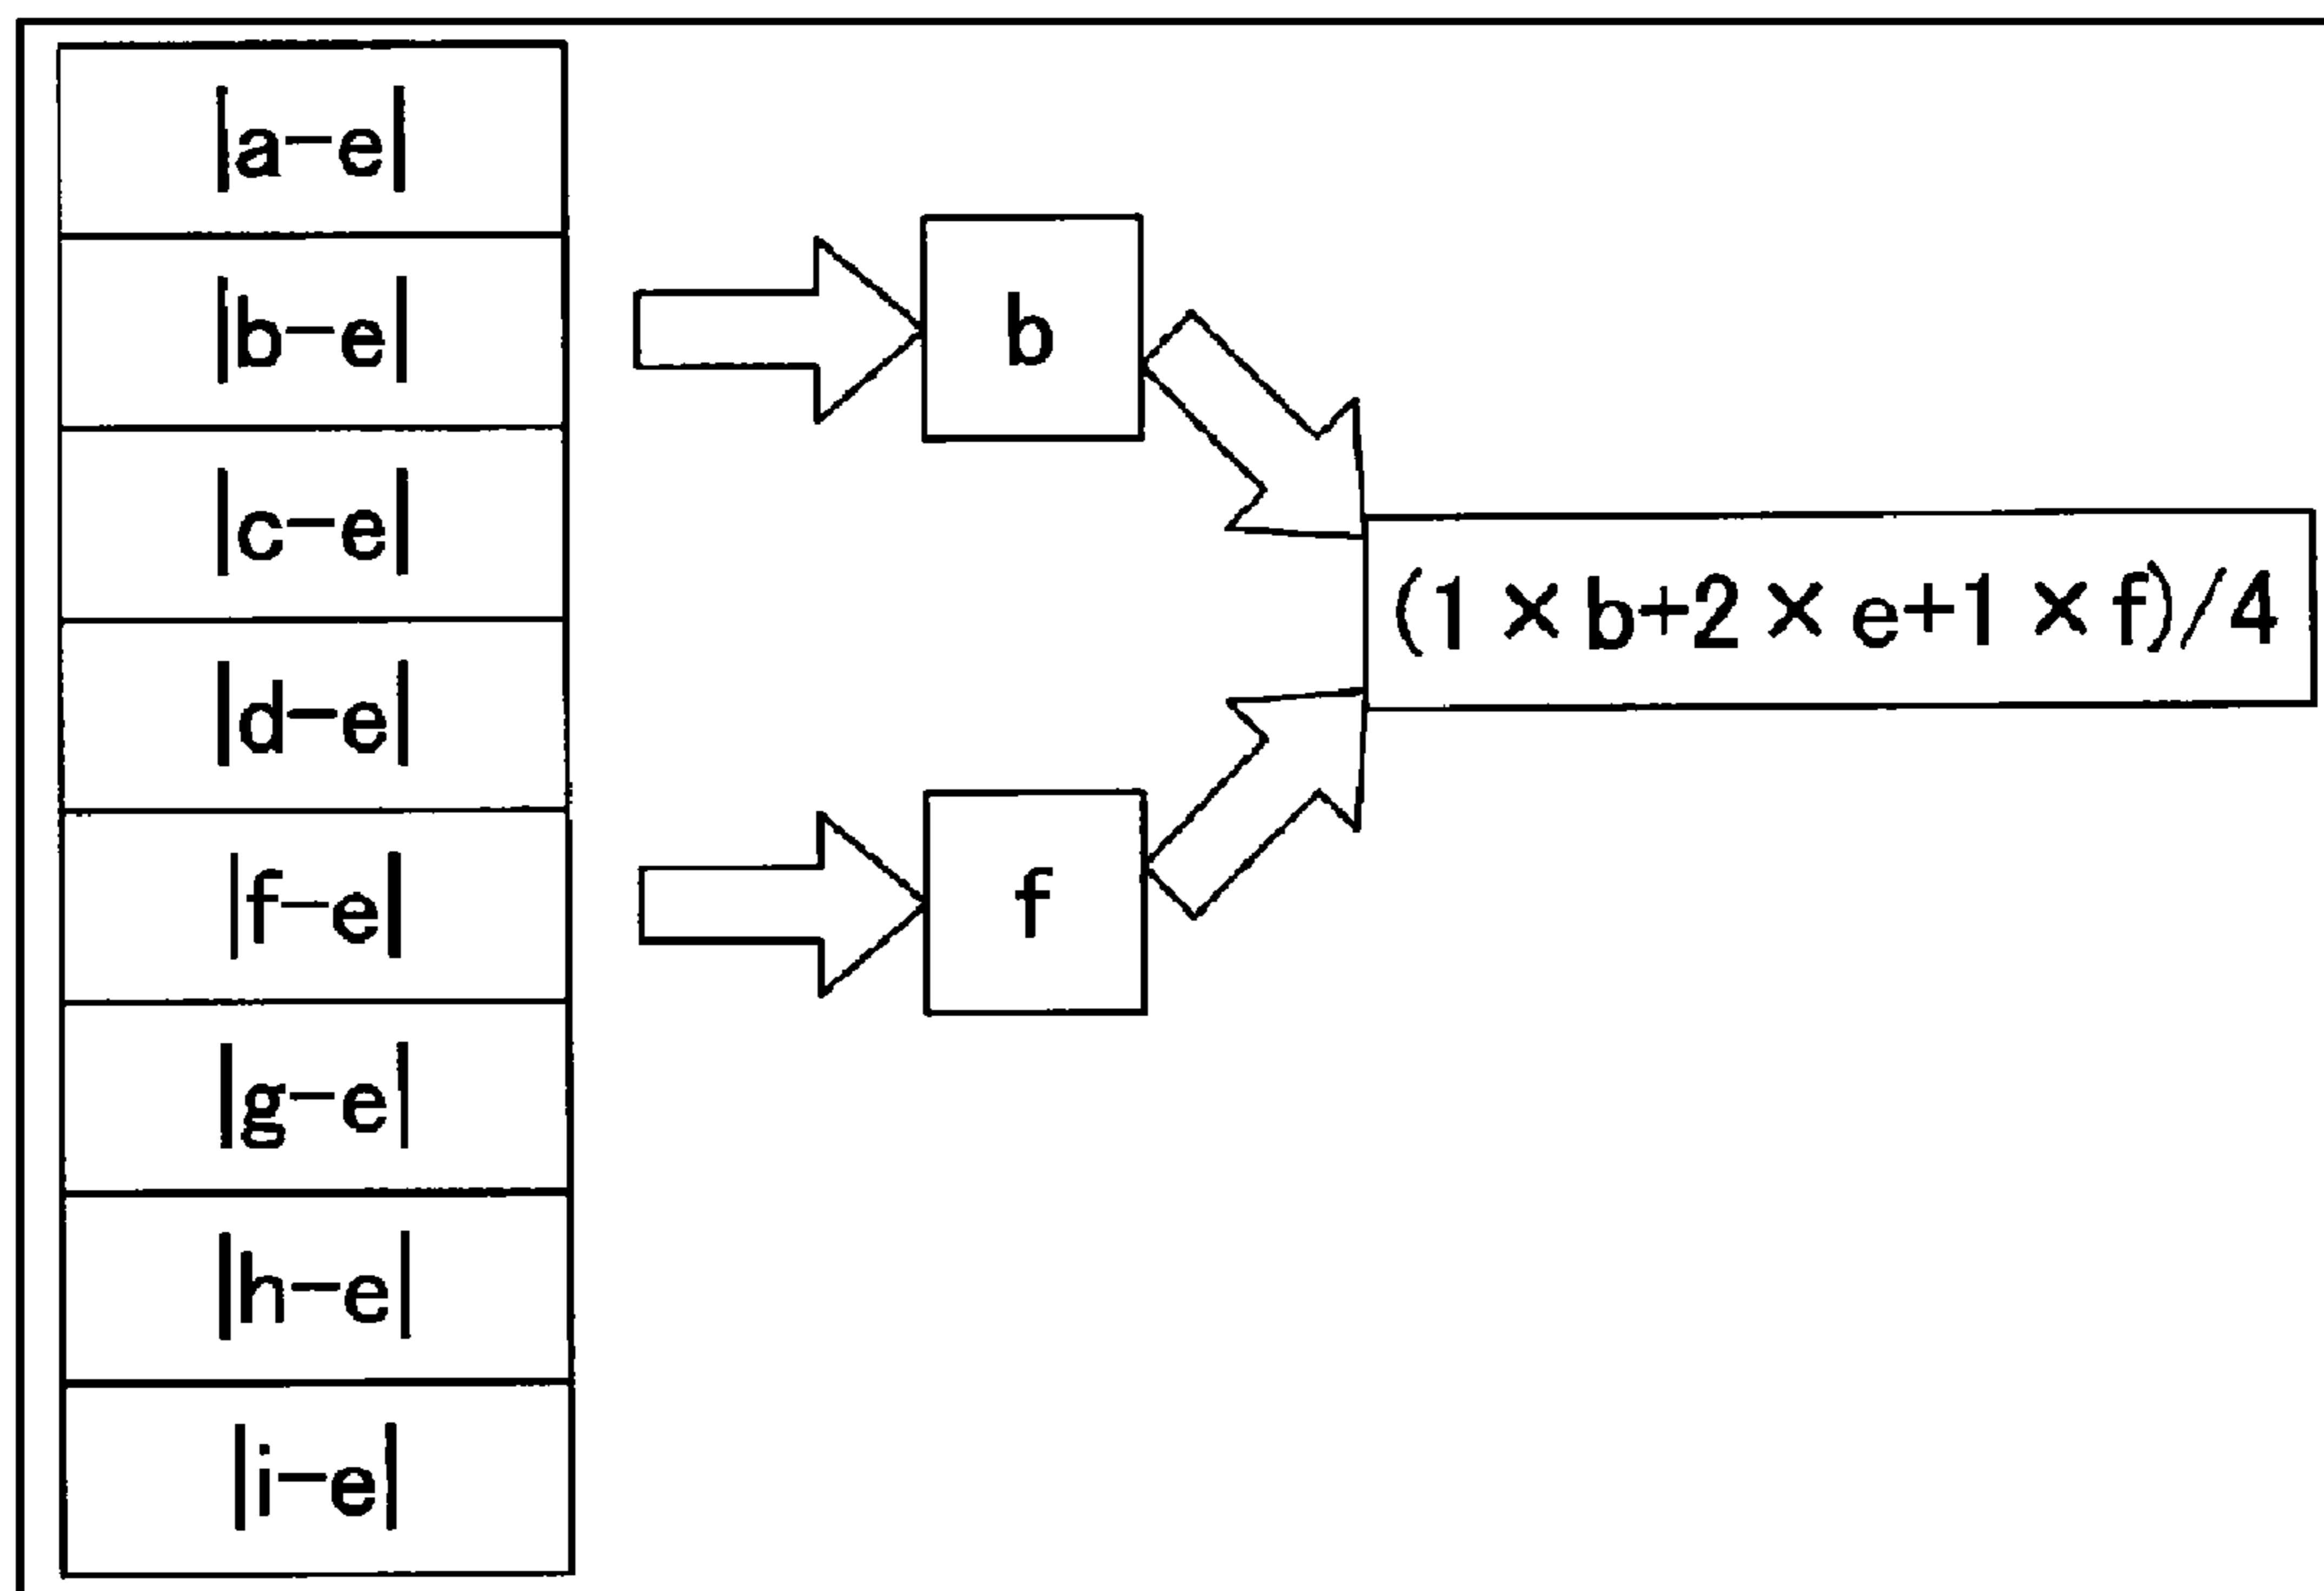 |a-e|
|b-e|
|c-e|
|d-e|
|f-e|
|g-e|
|h-e|
|i-e|
b
f
(1×b+2×e+1×f)/4